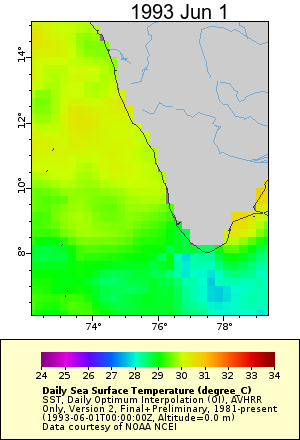 1993 Jun 1
14°
12°
10°
8°
74° 76° 78°
24 25 26 27 28 29 30 31 32 33 34
Daily Sea Surface Temperature (degree_C)
SST, Daily Optimum Interpolation (OI), AVHRR
Only, Version 2, Final+Preliminary, 1981-present
(1993-06-01T00:00:00Z, Altitude=0.0 m)
Data courtesy of NOAA NCEI